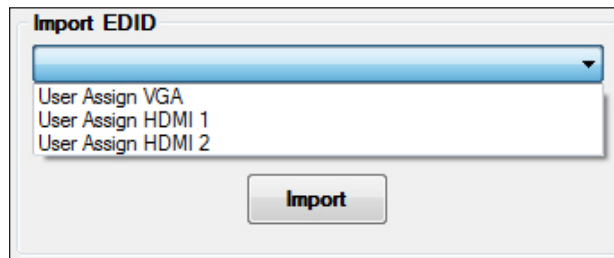 Import EDID
User Assign VGA
User Assign HDMI 1
User Assign HDMI 2
Import